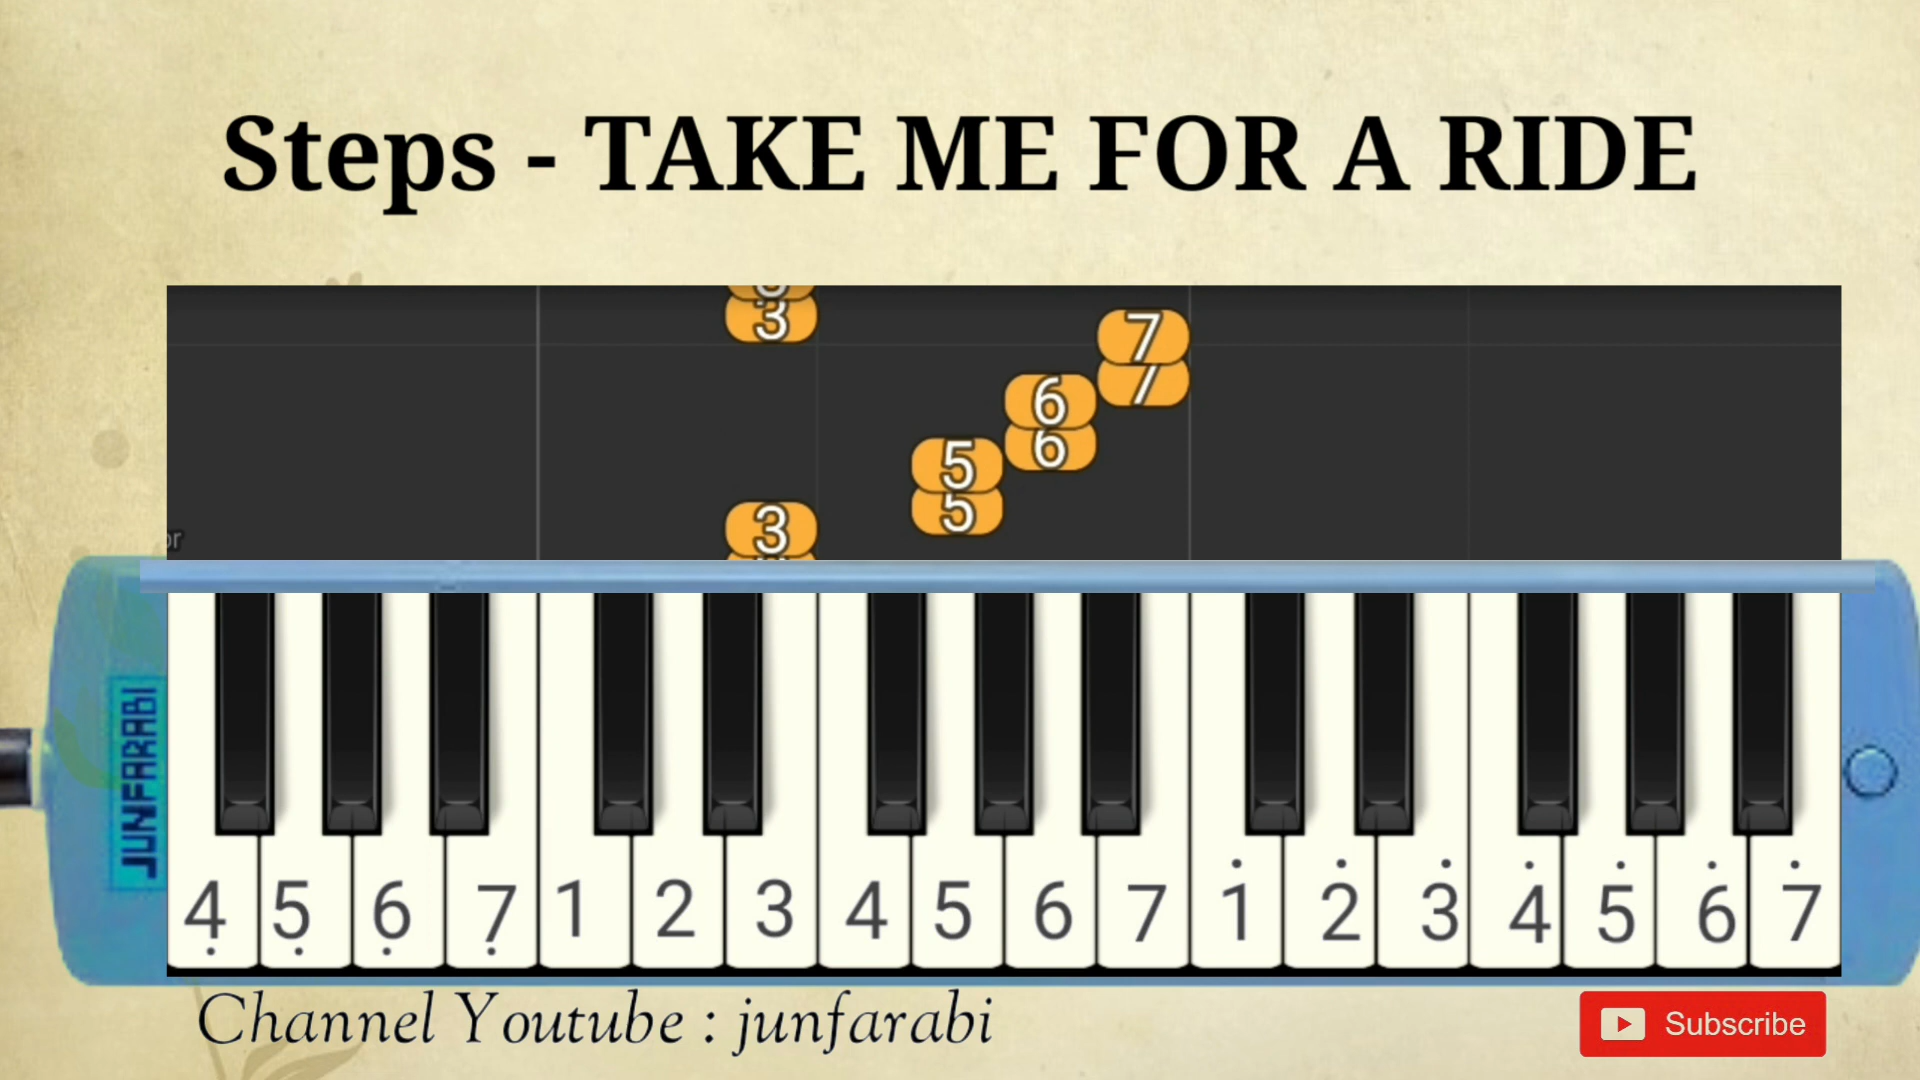 Steps - TAKE ME FOR A RIDE
3
7
7
6
6
5
5
3
or
JUNFARABI
4 5 6 7 1 2 3 4 5 6 7 1 2 3 4 5 6 7
Channel Youtube : junfarabi
Subscribe